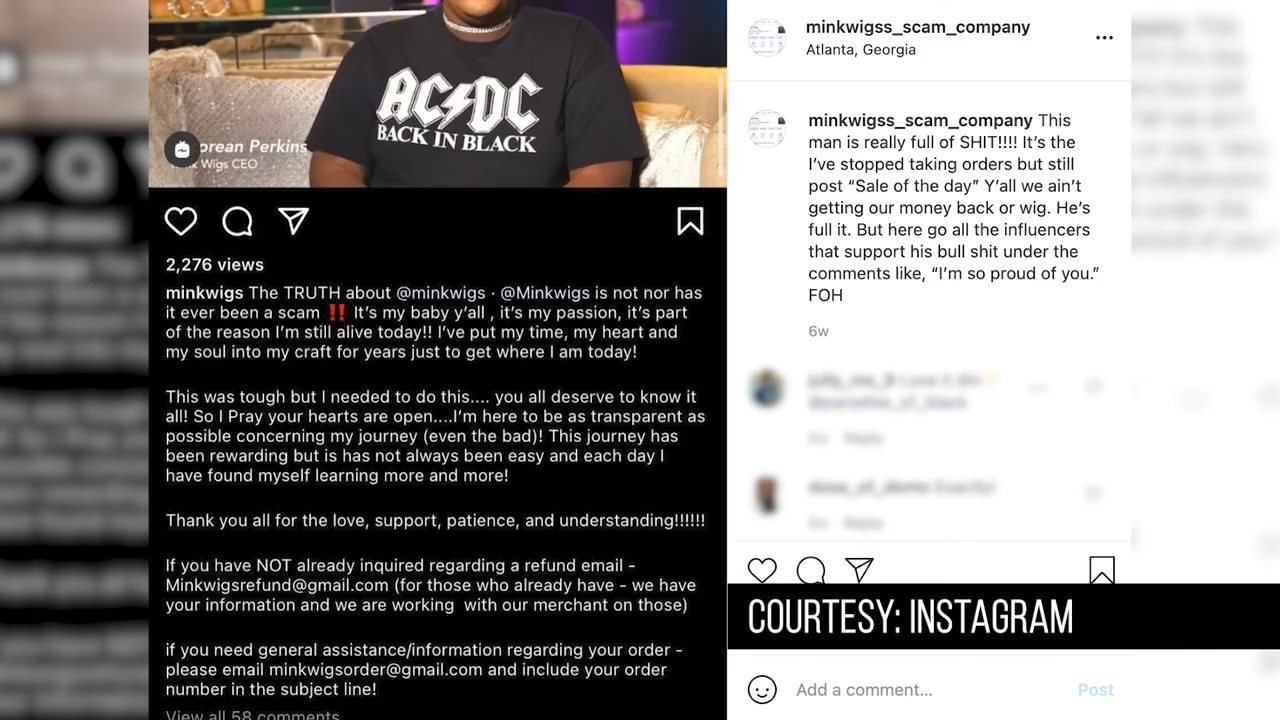 AC DC
BACK IN BLACK
orean Perkins
Wigs CEO
2,276 views
minkwigs The TRUTH about @minkwigs · @Minkwigs is not nor has
it ever been a scam ‼️ It's my baby y'all , it's my passion, it's part
of the reason I'm still alive today!! I've put my time, my heart and
my soul into my craft for years just to get where I am today!
This was tough but I needed to do this.... you all deserve to know it
all! So I Pray your hearts are open....I'm here to be as transparent as
possible concerning my journey (even the bad)! This journey has
been rewarding but is has not always been easy and each day I
have found myself learning more and more!
Thank you all for the love, support, patience, and understanding!!!!!!
If you have NOT already inquired regarding a refund email -
Minkwigsrefund@gmail.com (for those who already have - we have
your information and we are working with our merchant on those)
if you need general assistance/information regarding your order -
please email minkwigsorder@gmail.com and include your order
number in the subject line!
View all 58 comments
minkwigss_scam_company
Atlanta, Georgia
minkwigss_scam_company This
man is really full of SHIT!!!! It's the
I've stopped taking orders but still
post “Sale of the day” Y'all we ain't
getting our money back or wig. He's
full it. But here go all the influencers
that support his bull shit under the
comments like, “I'm so proud of you.”
FOH
6w
Reply
Reply
COURTESY: INSTAGRAM
Add a comment...
Post